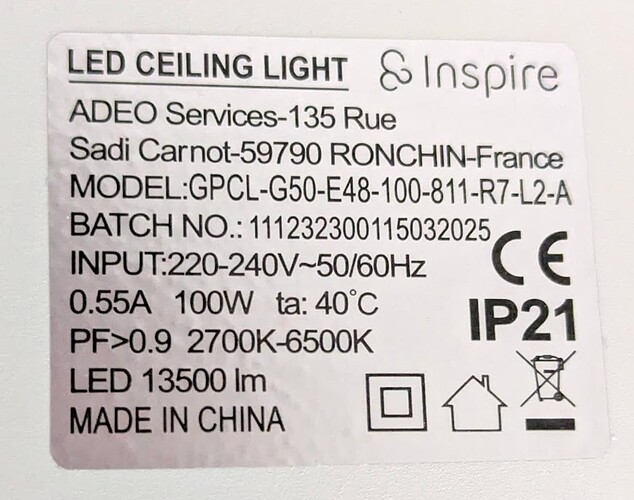 LED CEILING LIGHT Inspire
ADEO Services-135 Rue
Sadi Carnot-59790 RONCHIN-France
MODEL:GPCL-G50-E48-100-811-R7-L2-A
BATCH NO.: 111232300115032025
INPUT:220-240V~50/60Hz
CE
0.55A 100W ta: 40°C
IP21
PF>0.9 2700K-6500K
LED 13500 lm
MADE IN CHINA